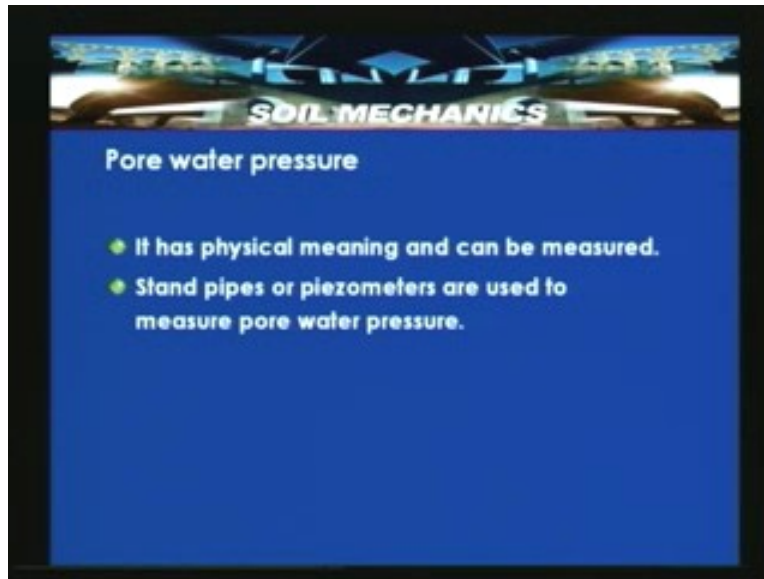 SOIL MECHANICS
Pore water pressure
It has physical meaning and can be measured.
Stand pipes or piezometers are used to
measure pore water pressure.